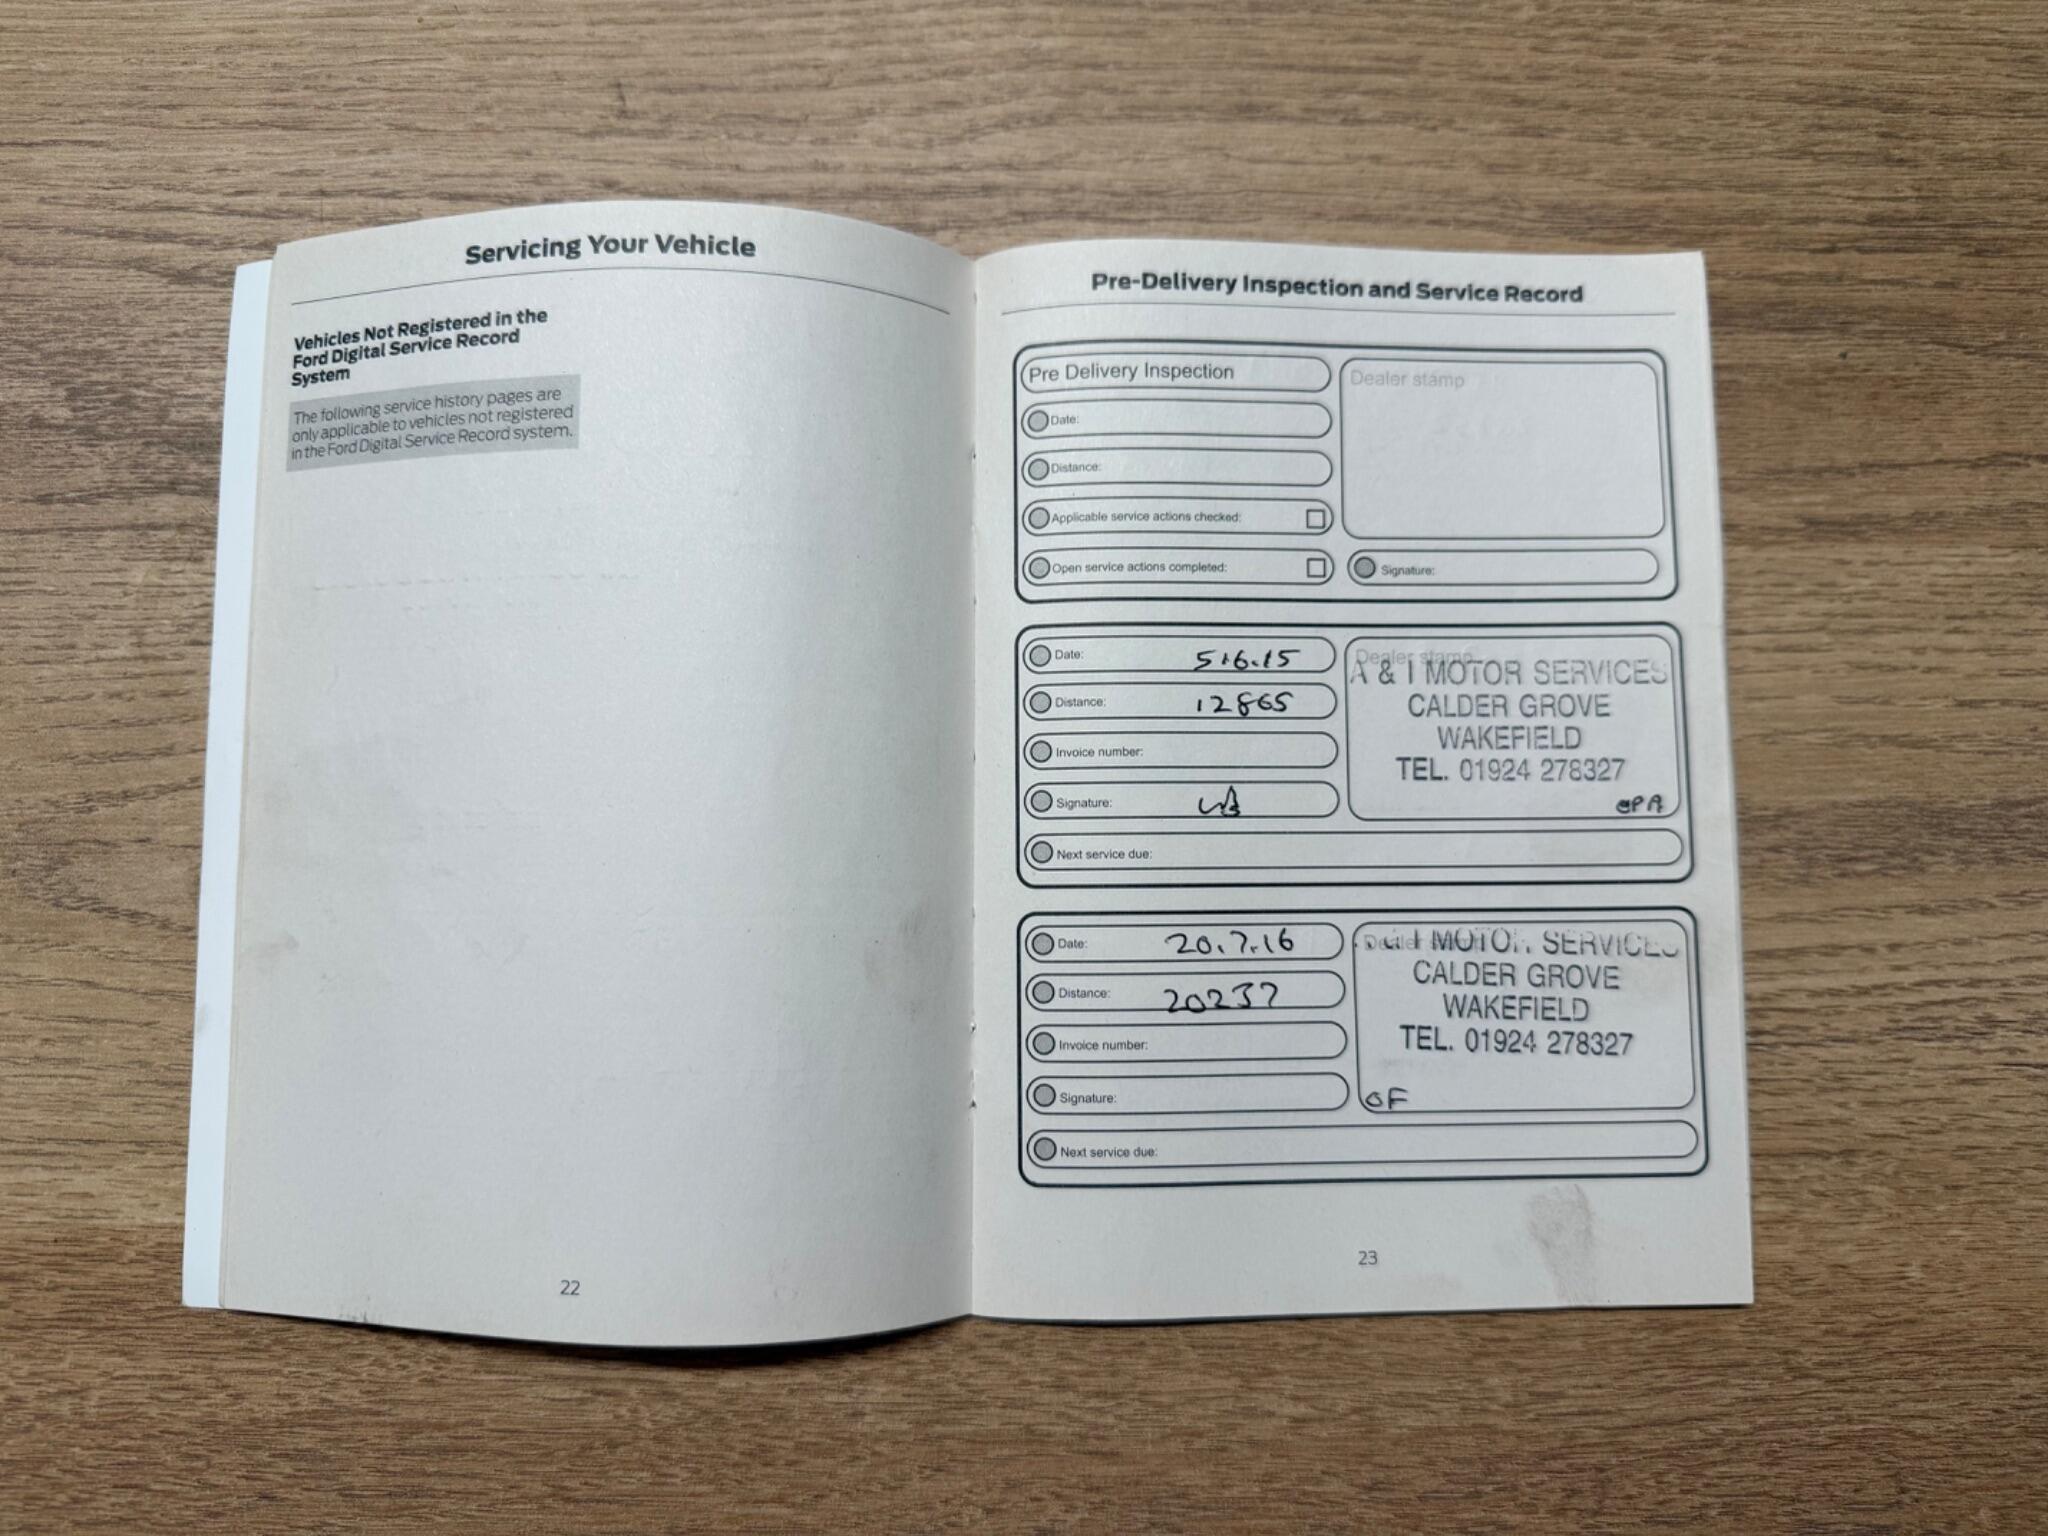 Servicing Your Vehicle
Vehicles Not Registered in the
Ford Digital Service Record
System
The following service history pages are
only applicable to vehicles not registered
in the Ford Digital Service Record system.
22
Pre-Delivery Inspection and Service Record
Pre Delivery Inspection
Dealer stamp
Date:
Distance:
Applicable service actions checked:
Open service actions completed:
Signature:
Date: 5.6.15
Distance: 12865
Invoice number:
Signature:
Dealer stamp
A & I MOTOR SERVICES
CALDER GROVE
WAKEFIELD
TEL. 01924 278327
Next service due:
Date: 20.7.16
Distance: 20237
Invoice number:
Signature:
Dealer stamp
I MOTOR SERVICES
CALDER GROVE
WAKEFIELD
TEL. 01924 278327
OF
Next service due:
23